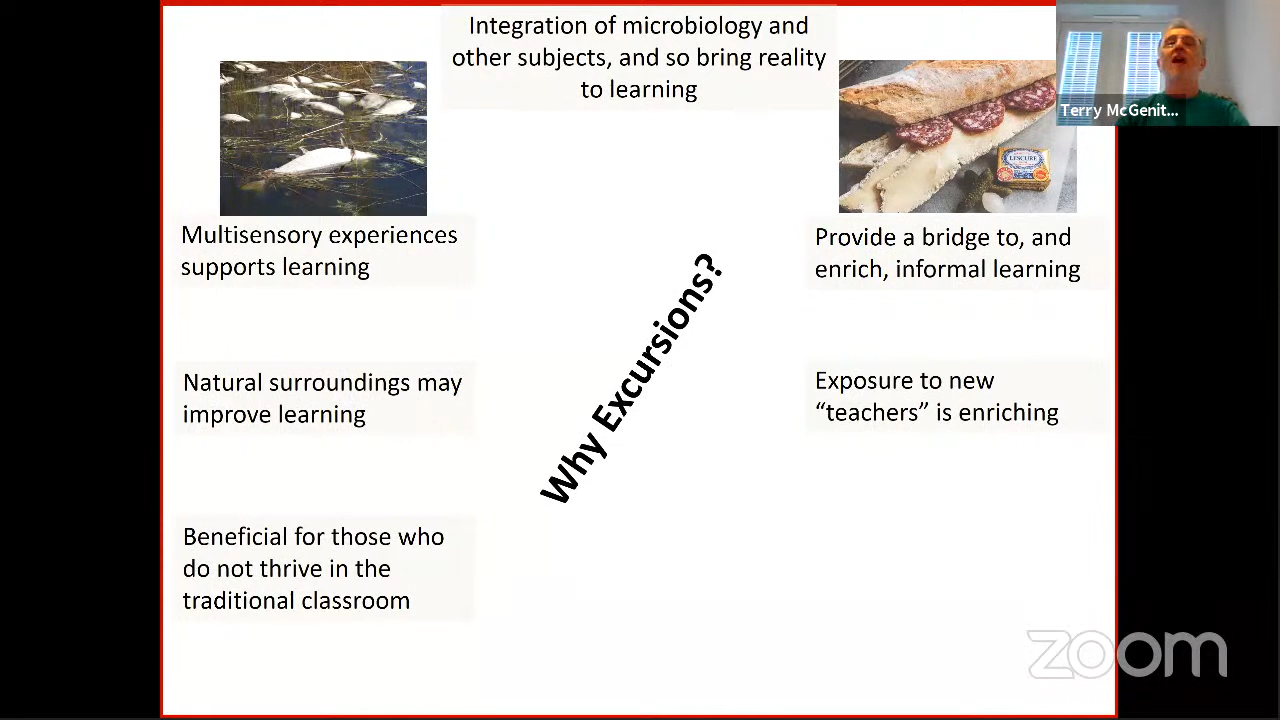 Integration of microbiology and
other subjects, and so bring reality
to learning
Terry McGenit...
LESCURE
Multisensory experiences
supports learning
Provide a bridge to, and
enrich, informal learning
Why Excursions?
Natural surroundings may
improve learning
Exposure to new
“teachers” is enriching
Beneficial for those who
do not thrive in the
traditional classroom
zoom